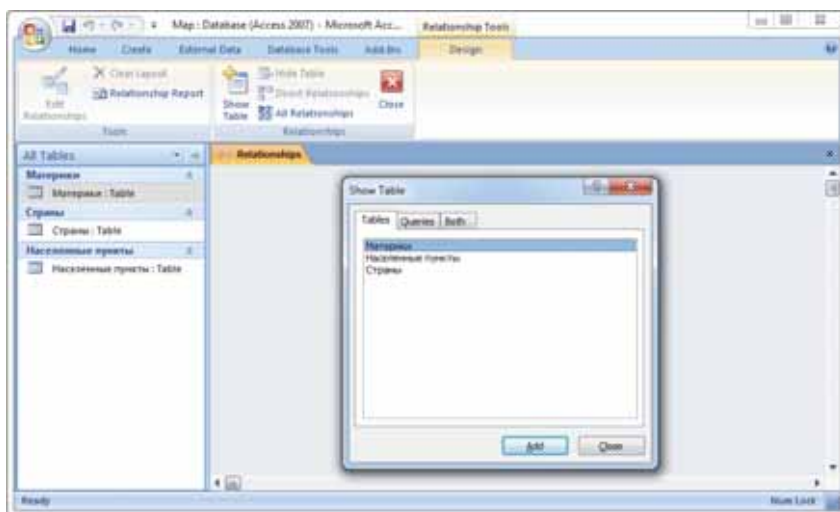 Map : Database (Access 2007) - Microsoft Acc...
Relationship Tools
Home Create External Data Database Tools Add-Ins Design
Edit Relationships
Clear Layout
Relationship Report
Tools
Show Table
Hide Table
Direct Relationships
All Relationships
Close
Relationships
All Tables
Материки
Материки : Table
Страны
Страны : Table
Населенные пункты
Населенные пункты : Table
Relationships
Show Table
Tables Queries Both
Материки
Населенные пункты
Страны
Add Close
Ready
Num Lock